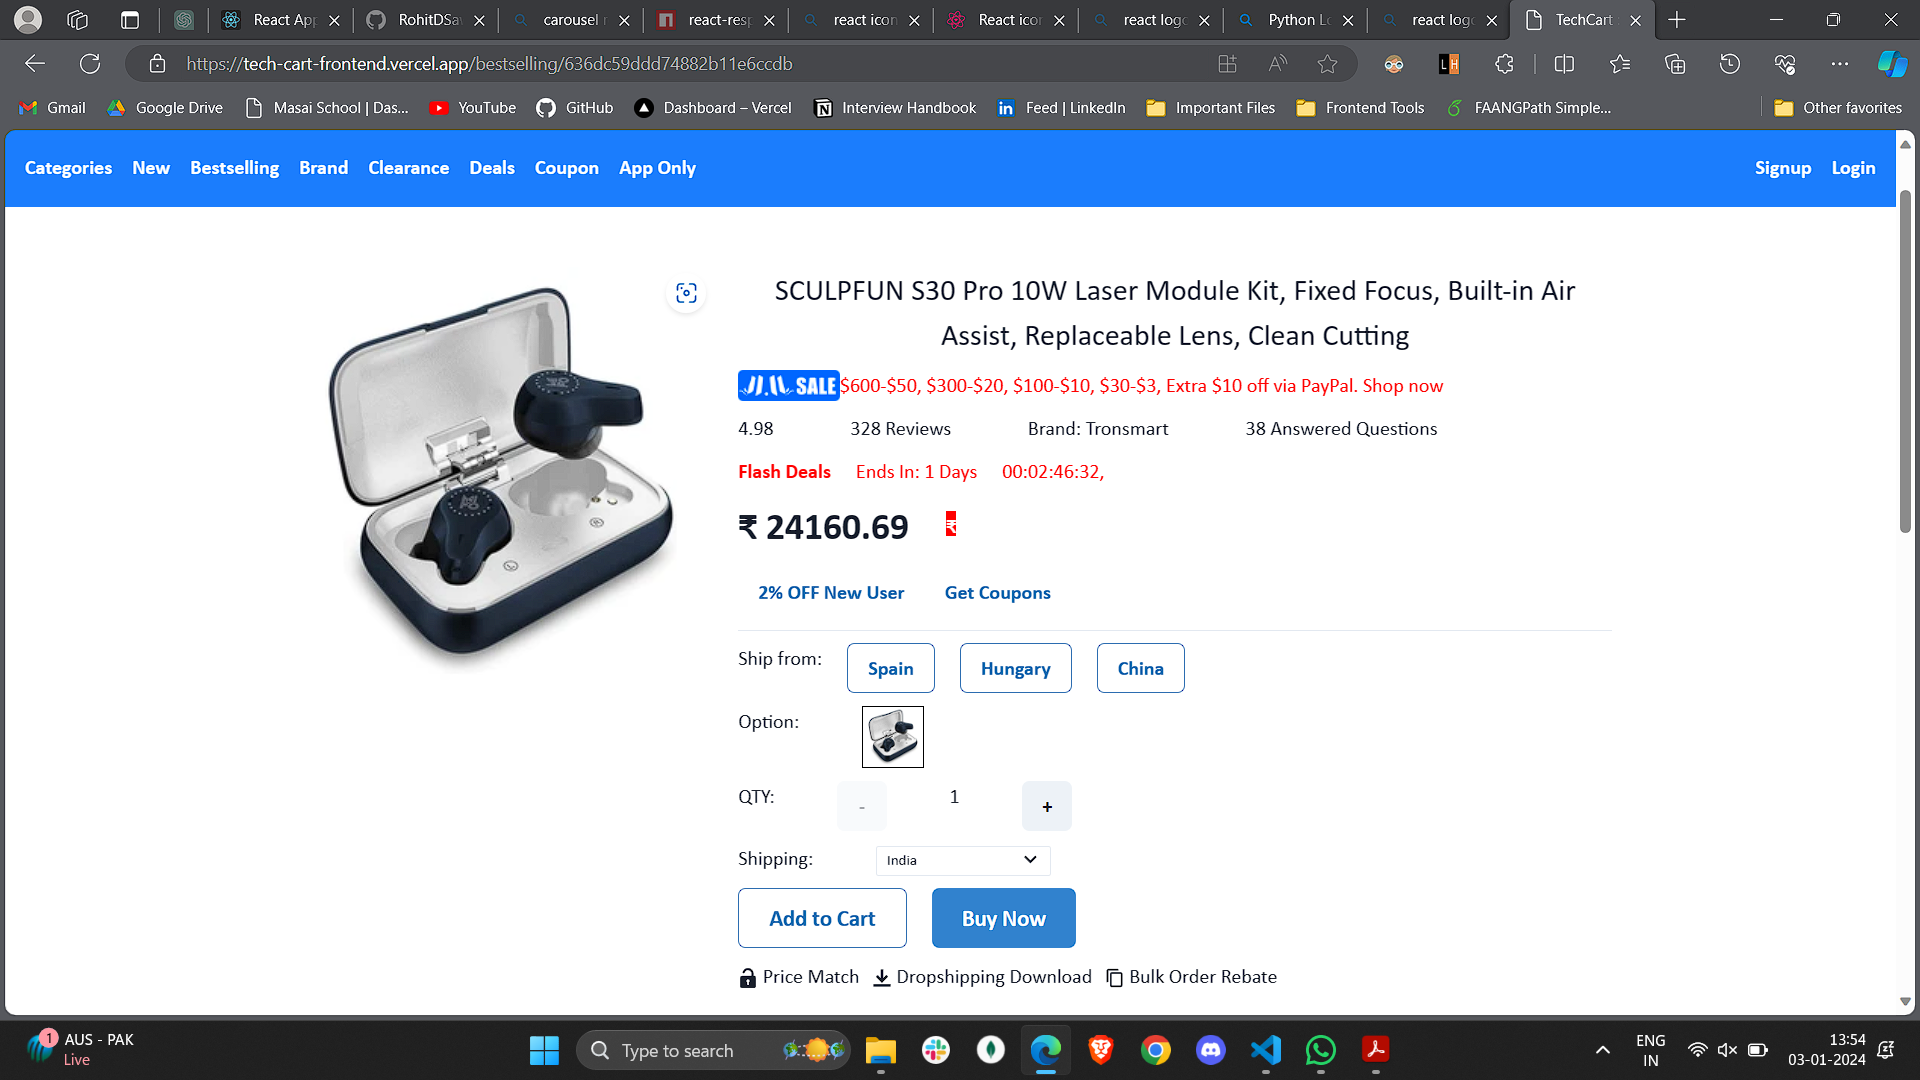 React Ap
RohitDSa
carousel r
react-res
react icon
React icon
react log
Python L
react log
TechCart
https://tech-cart-frontend.vercel.app/bestselling/636dc59ddd74882b11e6ccdb
Gmail Google Drive Masai School | Das... YouTube GitHub Dashboard – Vercel Interview Handbook Feed | LinkedIn Important Files Frontend Tools FAANGPath Simple... Other favorites
Categories New Bestselling Brand Clearance Deals Coupon App Only Signup Login
SCULPFUN S30 Pro 10W Laser Module Kit, Fixed Focus, Built-in Air
Assist, Replaceable Lens, Clean Cutting
11.11 SALE $600-$50, $300-$20, $100-$10, $30-$3, Extra $10 off via PayPal. Shop now
4.98 328 Reviews Brand: Tronsmart 38 Answered Questions
Flash Deals Ends In: 1 Days 00:02:46:32,
₹ 24160.69 ₹
2% OFF New User Get Coupons
Ship from: Spain Hungary China
Option:
QTY: - 1 +
Shipping: India
Add to Cart Buy Now
Price Match Dropshipping Download Bulk Order Rebate
1 AUS - PAK
Live
Type to search
ENG
IN
13:54
03-01-2024